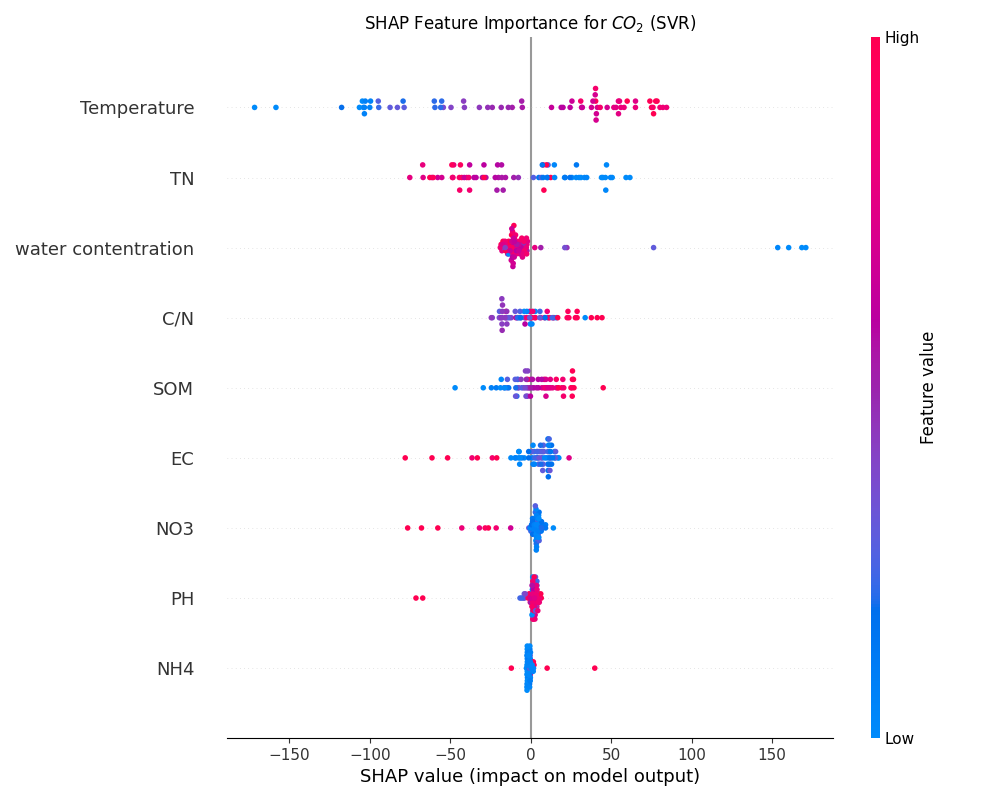 SHAP Feature Importance for CO₂ (SVR)
High
Temperature
TN
water contentration
C/N
SOM
EC
NO3
PH
NH4
Feature value
Low
−150 −100 −50 0 50 100 150
SHAP value (impact on model output)